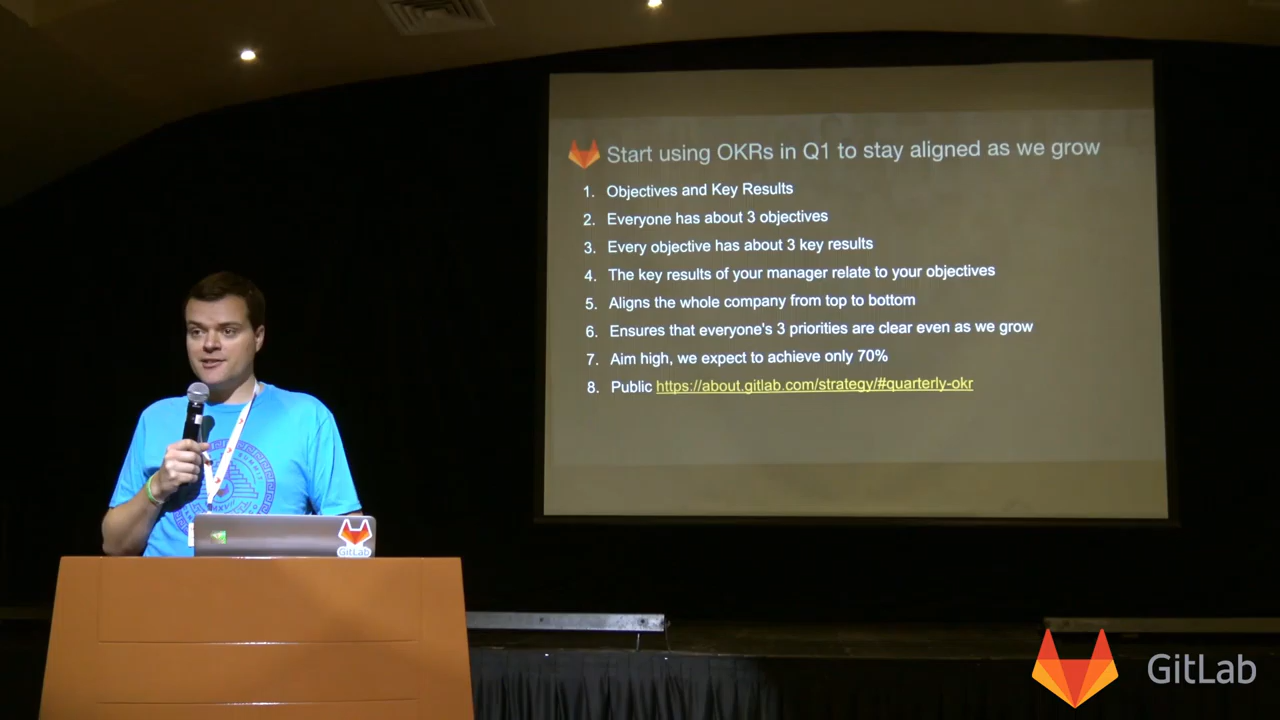 Start using OKRs in Q1 to stay aligned as we grow
1. Objectives and Key Results
2. Everyone has about 3 objectives
3. Every objective has about 3 key results
4. The key results of your manager relate to your objectives
5. Aligns the whole company from top to bottom
6. Ensures that everyone's 3 priorities are clear even as we grow
7. Aim high, we expect to achieve only 70%
8. Public https://about.gitlab.com/strategy/#quarterly-okr
SUMMIT
GitLab
GitLab